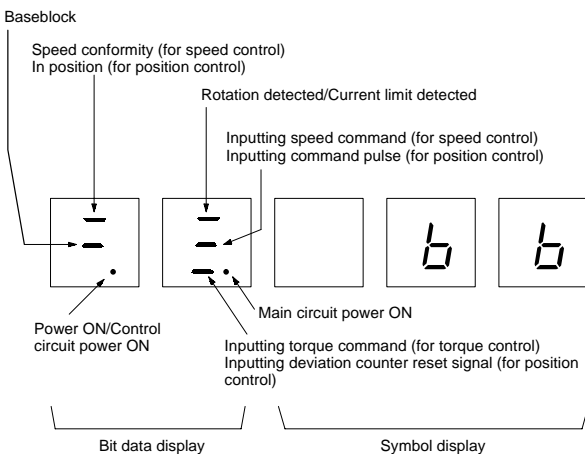 Baseblock
Speed conformity (for speed control)
In position (for position control)
Rotation detected/Current limit detected
Inputting speed command (for speed control)
Inputting command pulse (for position control)
b b
Main circuit power ON
Power ON/Control
circuit power ON
Inputting torque command (for torque control)
Inputting deviation counter reset signal (for position
control)
Bit data display
Symbol display